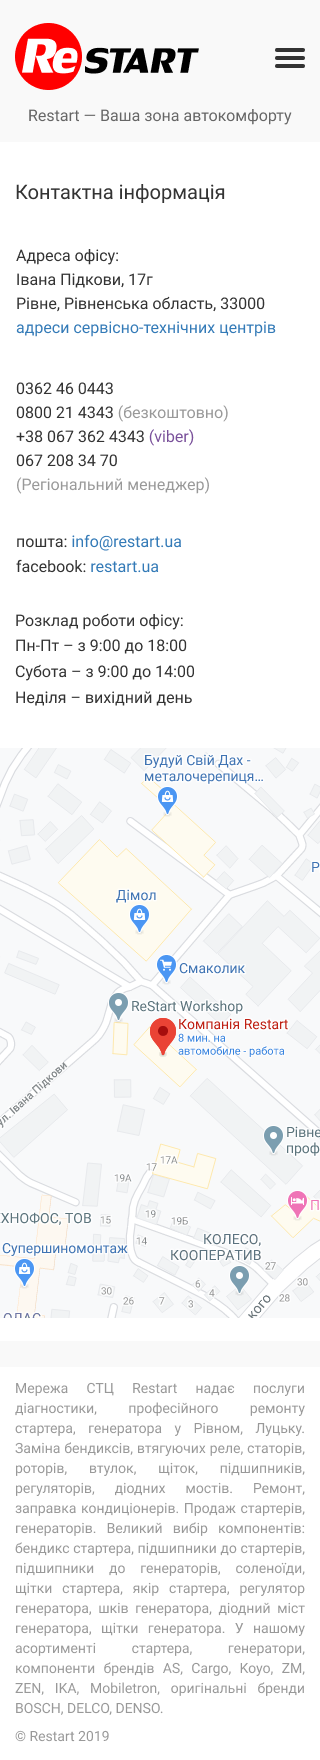 ReSTART
Restart — Ваша зона автокомфорту
Контактна інформація
Адреса офісу:
Івана Підкови, 17г
Рівне, Рівненська область, 33000
адреси сервісно-технічних центрів
0362 46 0443
0800 21 4343 (безкоштовно)
+38 067 362 4343 (viber)
067 208 34 70
(Регіональний менеджер)
пошта: info@restart.ua
facebook: restart.ua
Розклад роботи офісу:
Пн-Пт – з 9:00 до 18:00
Субота – з 9:00 до 14:00
Неділя – вихідний день
Будуй Свій Дах -
металочерепиця...
Р
Дімол
Смаколик
ReStart Workshop
Компанія Restart
8 мин. на
автомобиле - работа
ул. Івана Підкови
Рівне
проф
17А
19А
П
ХНОФОС, ТОВ
15
19
19Б
Супершиномонтаж
14
КОЛЕСО,
КООПЕРАТИВ
27
30
26
7
3
6
4
28
30
кого
ОЛАС
Мережа СТЦ Restart надає послуги
діагностики, професійного ремонту
стартера, генератора у Рівном, Луцьку.
Заміна бендиксів, втягуючих реле, статорів,
роторів, втулок, щіток, підшипників,
регуляторів, діодних мостів. Ремонт,
заправка кондиціонерів. Продаж стартерів,
генераторів. Великий вибір компонентів:
бендикс стартера, підшипники до стартерів,
підшипники до генераторів, соленоїди,
щітки стартера, якір стартера, регулятор
генератора, шків генератора, діодний міст
генератора, щітки генератора. У нашому
асортименті стартера, генератори,
компоненти брендів AS, Cargo, Koyo, ZM,
ZEN, IKA, Mobiletron, оригінальні бренди
BOSCH, DELCO, DENSO.
© Restart 2019